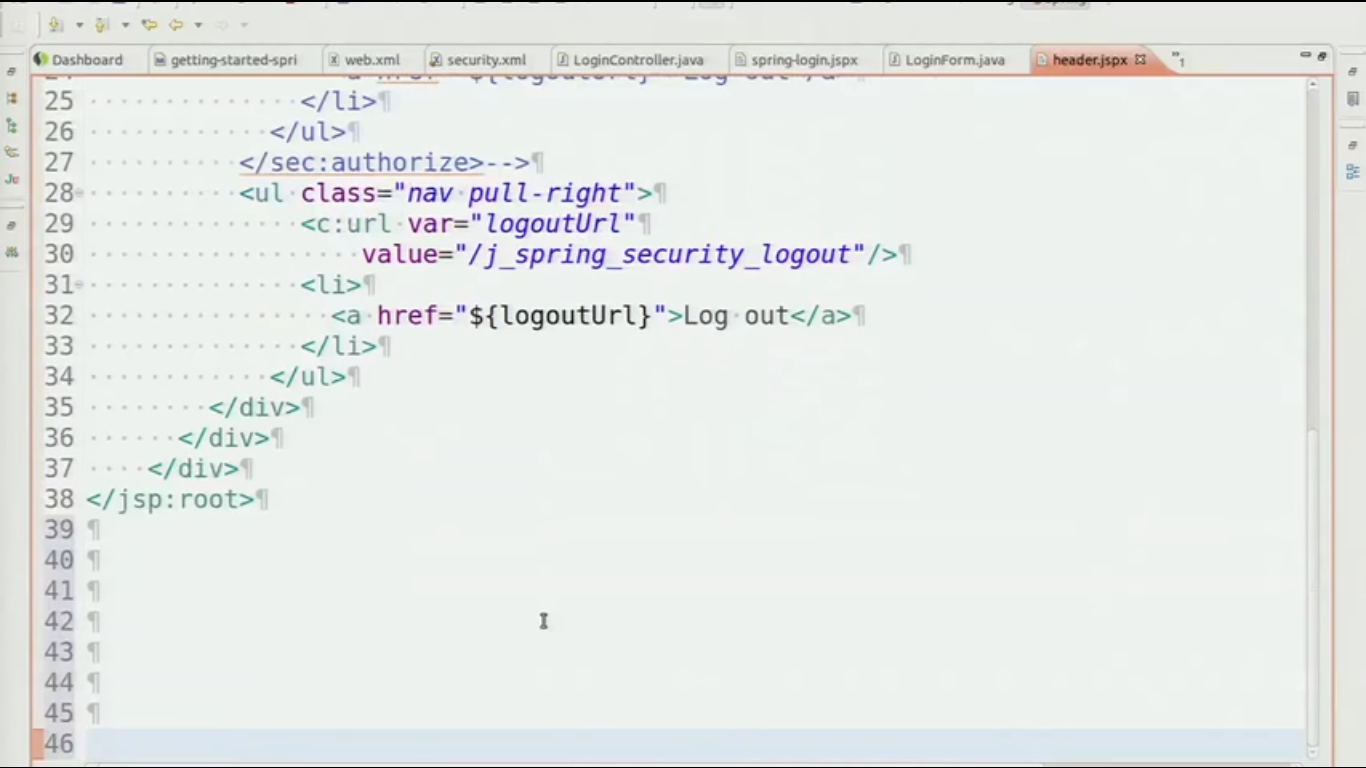 Dashboard getting-started-spri web.xml security.xml LoginController.java spring-login.jspx LoginForm.java header.jspx "1
25 </li>¶
26 </ul>¶
27 </sec:authorize>-->¶
28 <ul class="nav pull-right">¶
29 <c:url var="logoutUrl"¶
30 value="/j_spring_security_logout"/>¶
31 <li>¶
32 <a href="${logoutUrl}">Log out</a>¶
33 </li>¶
34 </ul>¶
35 </div>¶
36 </div>¶
37 </div>¶
38 </jsp:root>¶
39 ¶
40 ¶
41 ¶
42 ¶
43 ¶
44 ¶
45 ¶
46